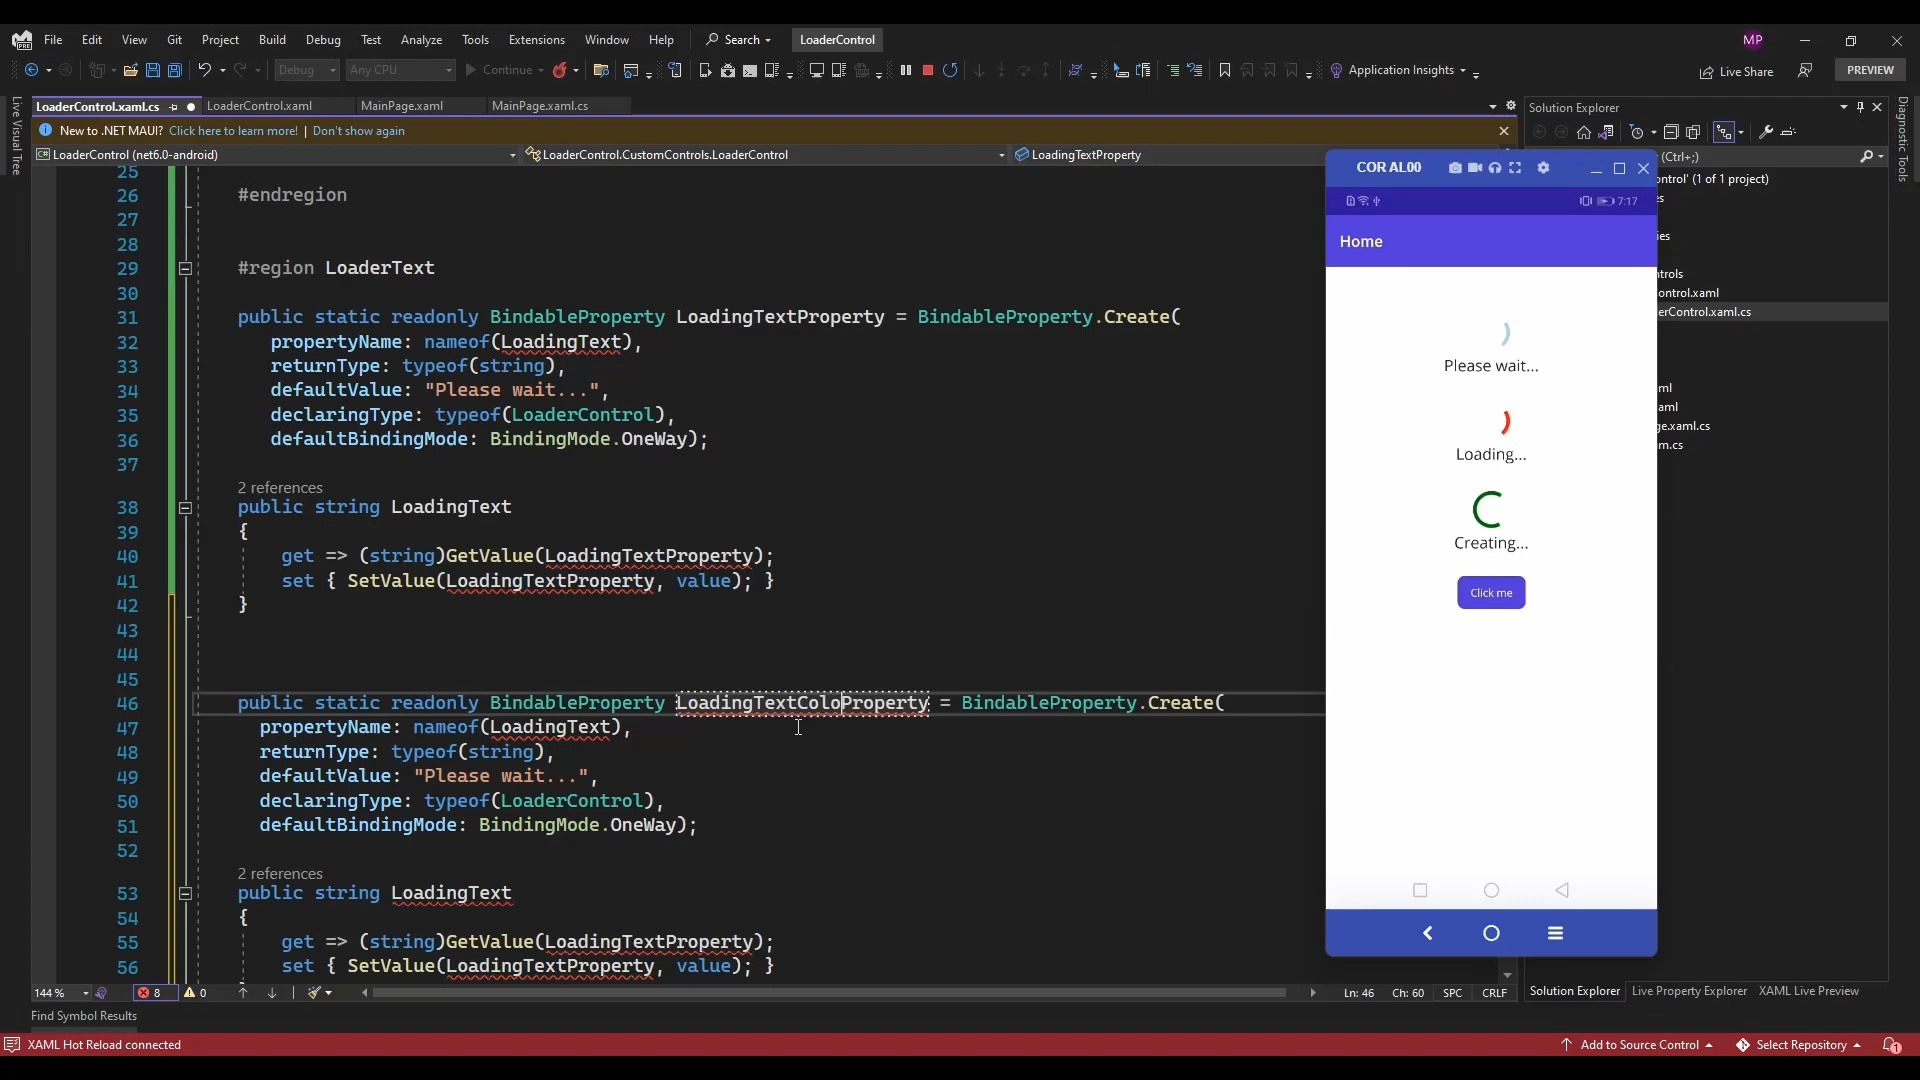 File Edit View Git Project Build Debug Test Analyze Tools Extensions Window Help Search LoaderControl MP
Debug Any CPU Continue Application Insights Live Share PREVIEW
LoaderControl.xaml.cs LoaderControl.xaml MainPage.xaml MainPage.xaml.cs
Solution Explorer
Live Visual Tree
Diagnostic Tools
New to .NET MAUI? Click here to learn more! | Don't show again
LoaderControl (net6.0-android) LoaderControl.CustomControls.LoaderControl LoadingTextProperty
25
26 #endregion
27
28
29 #region LoaderText
30
31 public static readonly BindableProperty LoadingTextProperty = BindableProperty.Create(
32 propertyName: nameof(LoadingText),
33 returnType: typeof(string),
34 defaultValue: "Please wait...",
35 declaringType: typeof(LoaderControl),
36 defaultBindingMode: BindingMode.OneWay);
37
2 references
38 public string LoadingText
39 {
40 get => (string)GetValue(LoadingTextProperty);
41 set { SetValue(LoadingTextProperty, value); }
42 }
43
44
45
46 public static readonly BindableProperty LoadingTextColoProperty = BindableProperty.Create(
47 propertyName: nameof(LoadingText),
48 returnType: typeof(string),
49 defaultValue: "Please wait...",
50 declaringType: typeof(LoaderControl),
51 defaultBindingMode: BindingMode.OneWay);
52
2 references
53 public string LoadingText
54 {
55 get => (string)GetValue(LoadingTextProperty);
56 set { SetValue(LoadingTextProperty, value); }
COR AL00
7:17
Home
Please wait...
Loading...
Creating...
Click me
(Ctrl+;)
ontrol' (1 of 1 project)
es
ies
ntrols
ontrol.xaml
erControl.xaml.cs
ml
aml
ge.xaml.cs
m.cs
144 % 8 0 Ln: 46 Ch: 60 SPC CRLF
Solution Explorer Live Property Explorer XAML Live Preview
Find Symbol Results
XAML Hot Reload connected Add to Source Control Select Repository 1